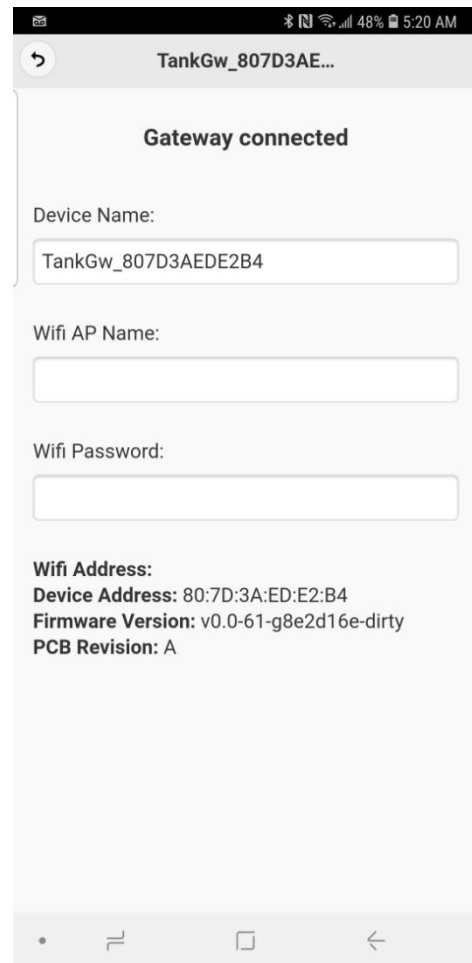 48% 5:20 AM
TankGw_807D3AE...
Gateway connected
Device Name:
TankGw_807D3AEDE2B4
Wifi AP Name:
Wifi Password:
Wifi Address:
Device Address: 80:7D:3A:ED:E2:B4
Firmware Version: v0.0-61-g8e2d16e-dirty
PCB Revision: A